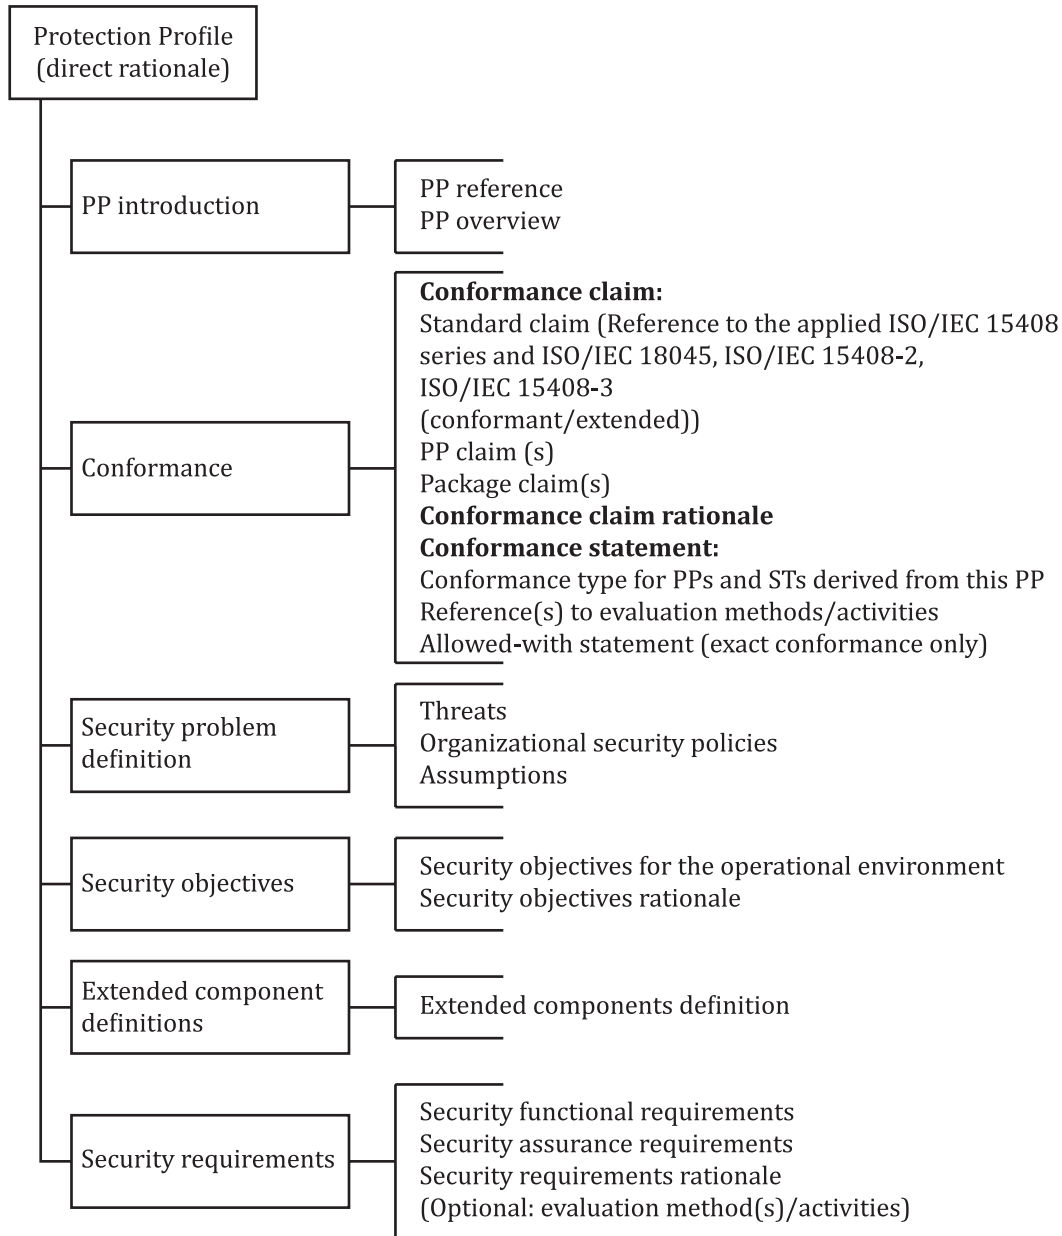 Protection Profile
(direct rationale)
PP introduction
PP reference
PP overview
Conformance
Conformance claim:
Standard claim (Reference to the applied ISO/IEC 15408
series and ISO/IEC 18045, ISO/IEC 15408-2,
ISO/IEC 15408-3
(conformant/extended))
PP claim (s)
Package claim(s)
Conformance claim rationale
Conformance statement:
Conformance type for PPs and STs derived from this PP
Reference(s) to evaluation methods/activities
Allowed-with statement (exact conformance only)
Security problem
definition
Threats
Organizational security policies
Assumptions
Security objectives
Security objectives for the operational environment
Security objectives rationale
Extended component
definitions
Extended components definition
Security requirements
Security functional requirements
Security assurance requirements
Security requirements rationale
(Optional: evaluation method(s)/activities)